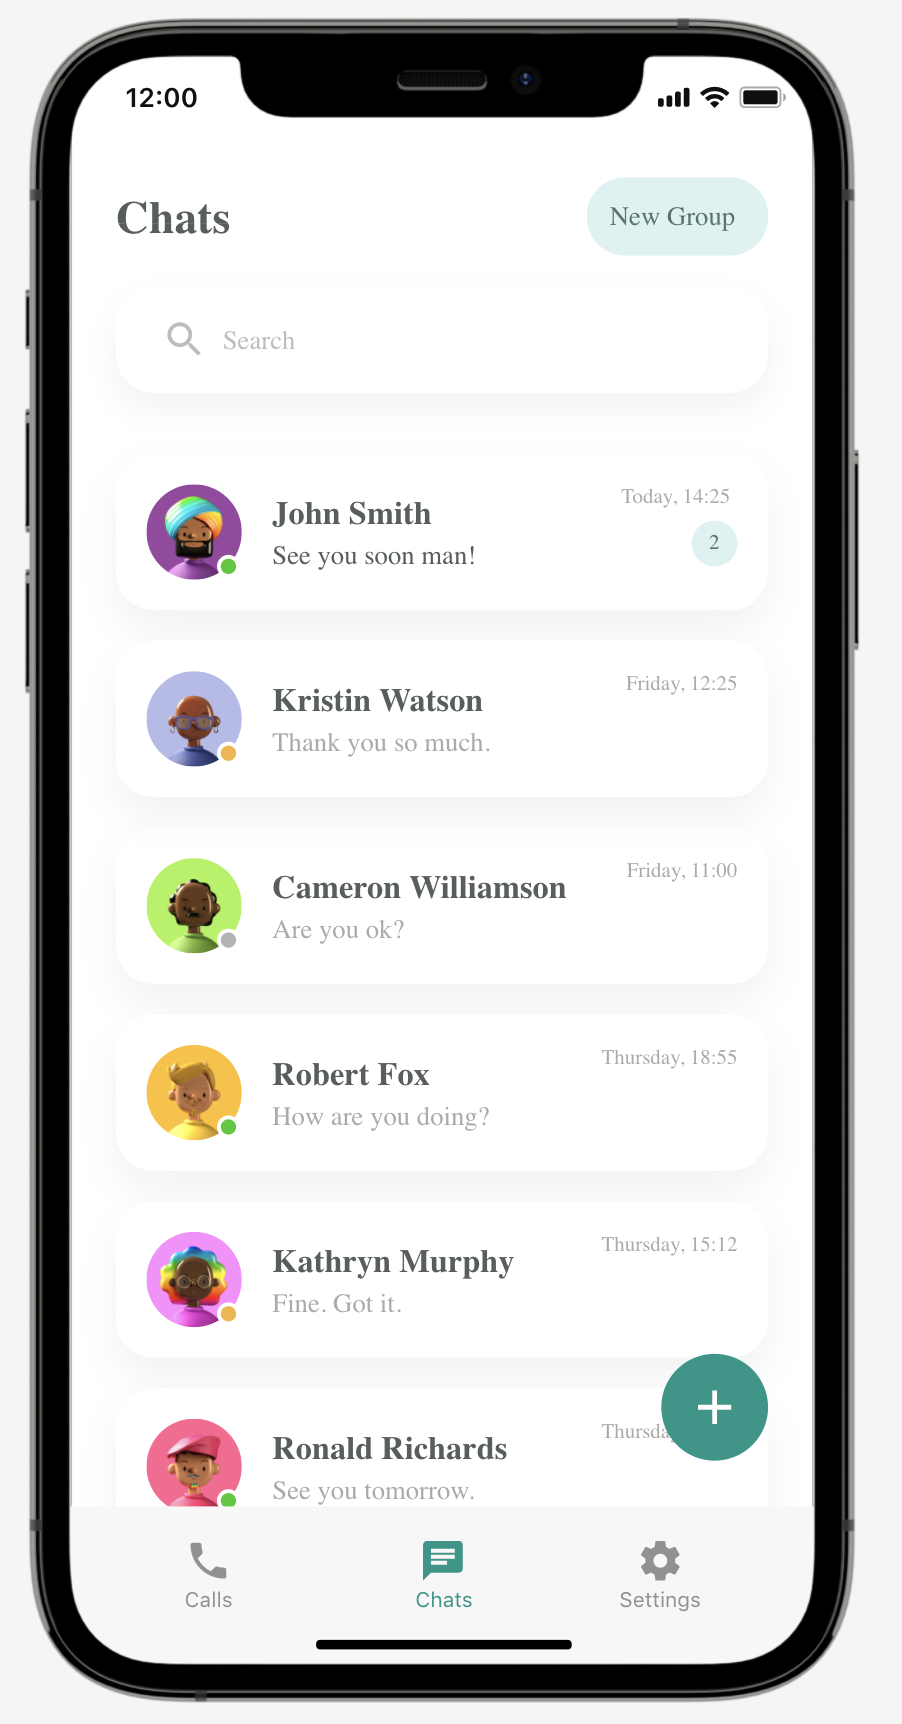 12:00
Chats
New Group
Search
John Smith
Today, 14:25
See you soon man!
2
Kristin Watson
Friday, 12:25
Thank you so much.
Cameron Williamson
Friday, 11:00
Are you ok?
Robert Fox
Thursday, 18:55
How are you doing?
Kathryn Murphy
Thursday, 15:12
Fine. Got it.
Ronald Richards
See you tomorrow.
Calls
Chats
Settings